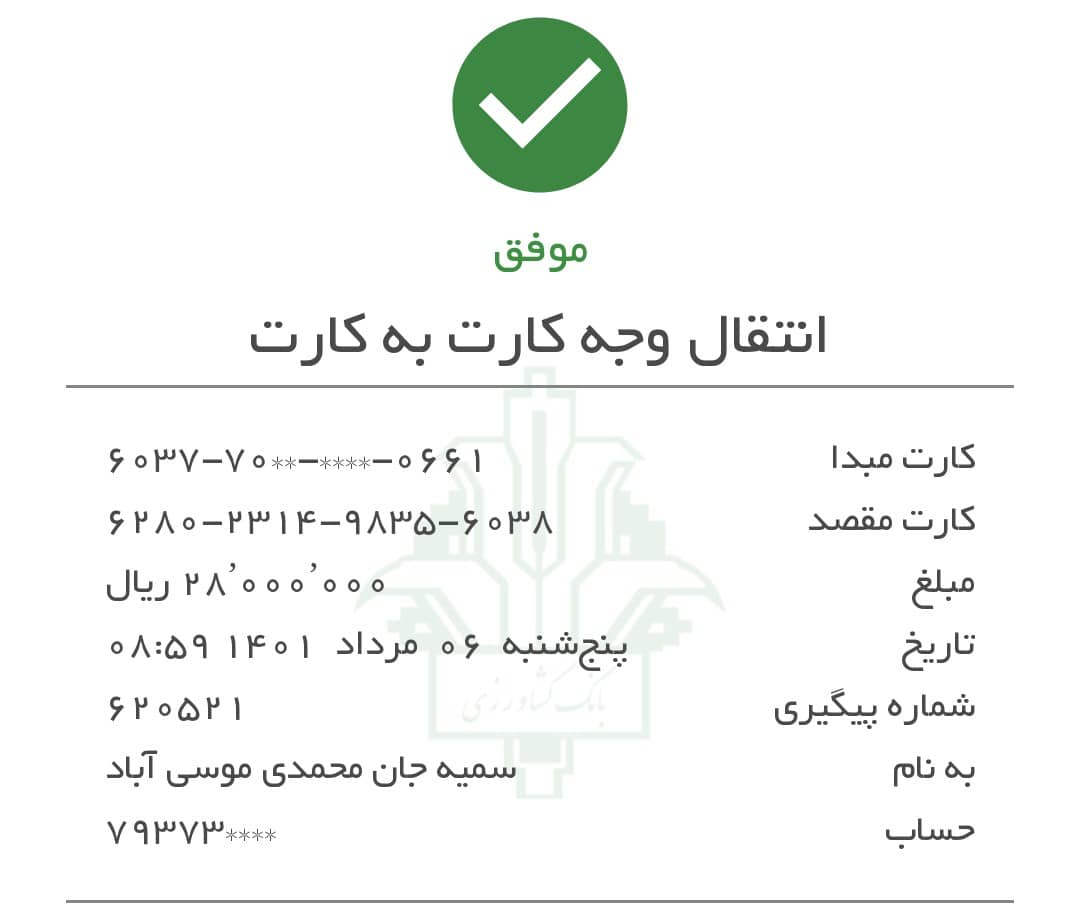 موفق
انتقال وجه کارت به کارت
کارت مبدا ۶۰۳۷-۷۰**-****-۰۶۶۱
کارت مقصد ۶۲۸۰-۲۳۱۴-۹۸۳۵-۶۰۳۸
مبلغ ۲۸٬۰۰۰٬۰۰۰ ریال
تاریخ پنج‌شنبه ۰۶ مرداد ۱۴۰۱ ۰۸:۵۹
شماره پیگیری ۶۲۰۵۲۱
به نام سمیه جان محمدی موسی آباد
حساب ۷۹۳۷۳****
بانک کشاورزی